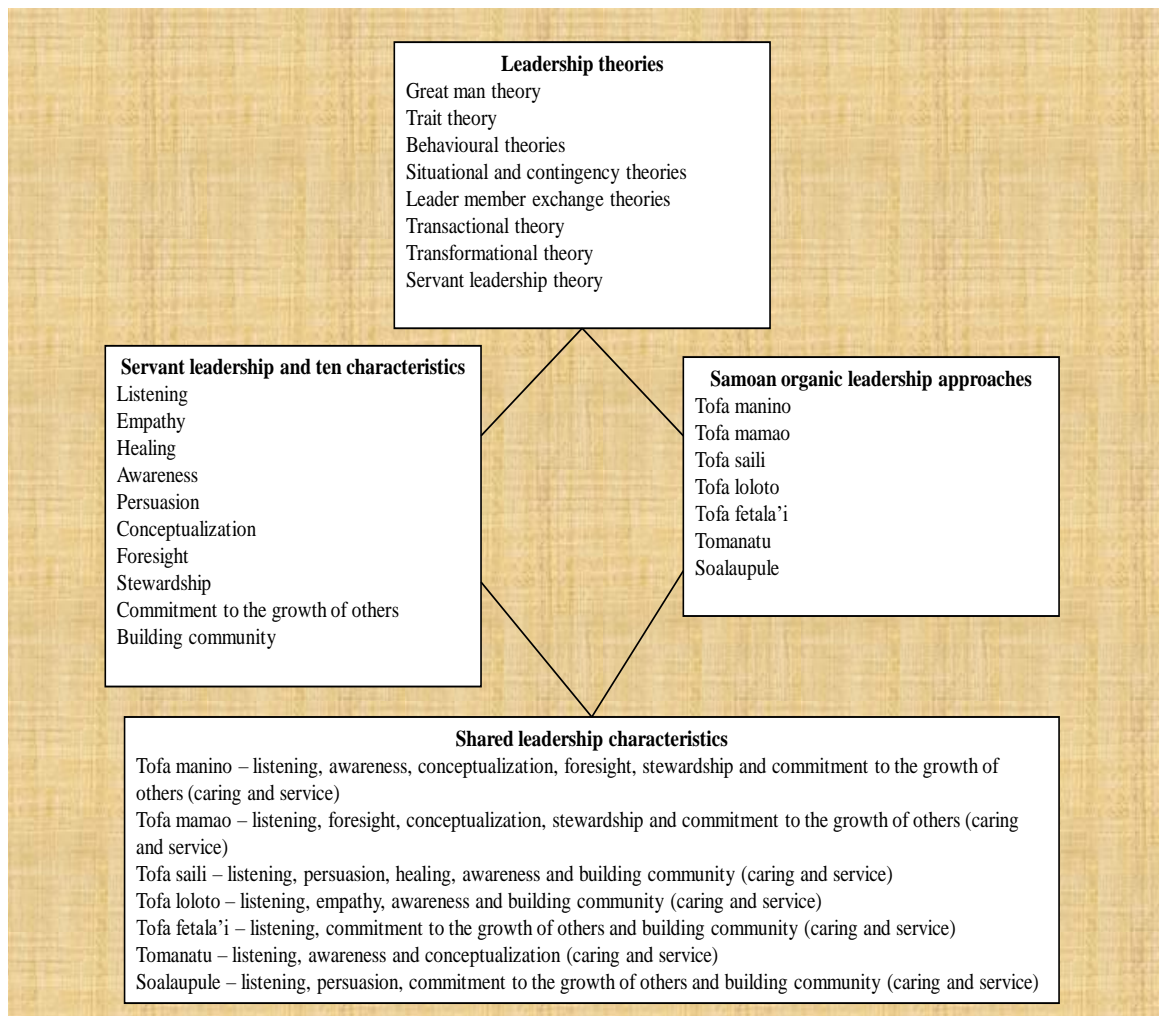 Leadership theories
Great man theory
Trait theory
Behavioural theories
Situational and contingency theories
Leader member exchange theories
Transactional theory
Transformational theory
Servant leadership theory
Servant leadership and ten characteristics
Listening
Empathy
Healing
Awareness
Persuasion
Conceptualization
Foresight
Stewardship
Commitment to the growth of others
Building community
Samoan organic leadership approaches
Tofa manino
Tofa mamao
Tofa saili
Tofa loloto
Tofa fetala’i
Tomanatu
Soalaupule
Shared leadership characteristics
Tofa manino – listening, awareness, conceptualization, foresight, stewardship and commitment to the growth of
others (caring and service)
Tofa mamao – listening, foresight, conceptualization, stewardship and commitment to the growth of others (caring
and service)
Tofa saili – listening, persuasion, healing, awareness and building community (caring and service)
Tofa loloto – listening, empathy, awareness and building community (caring and service)
Tofa fetala’i – listening, commitment to the growth of others and building community (caring and service)
Tomanatu – listening, awareness and conceptualization (caring and service)
Soalaupule – listening, persuasion, commitment to the growth of others and building community (caring and service)